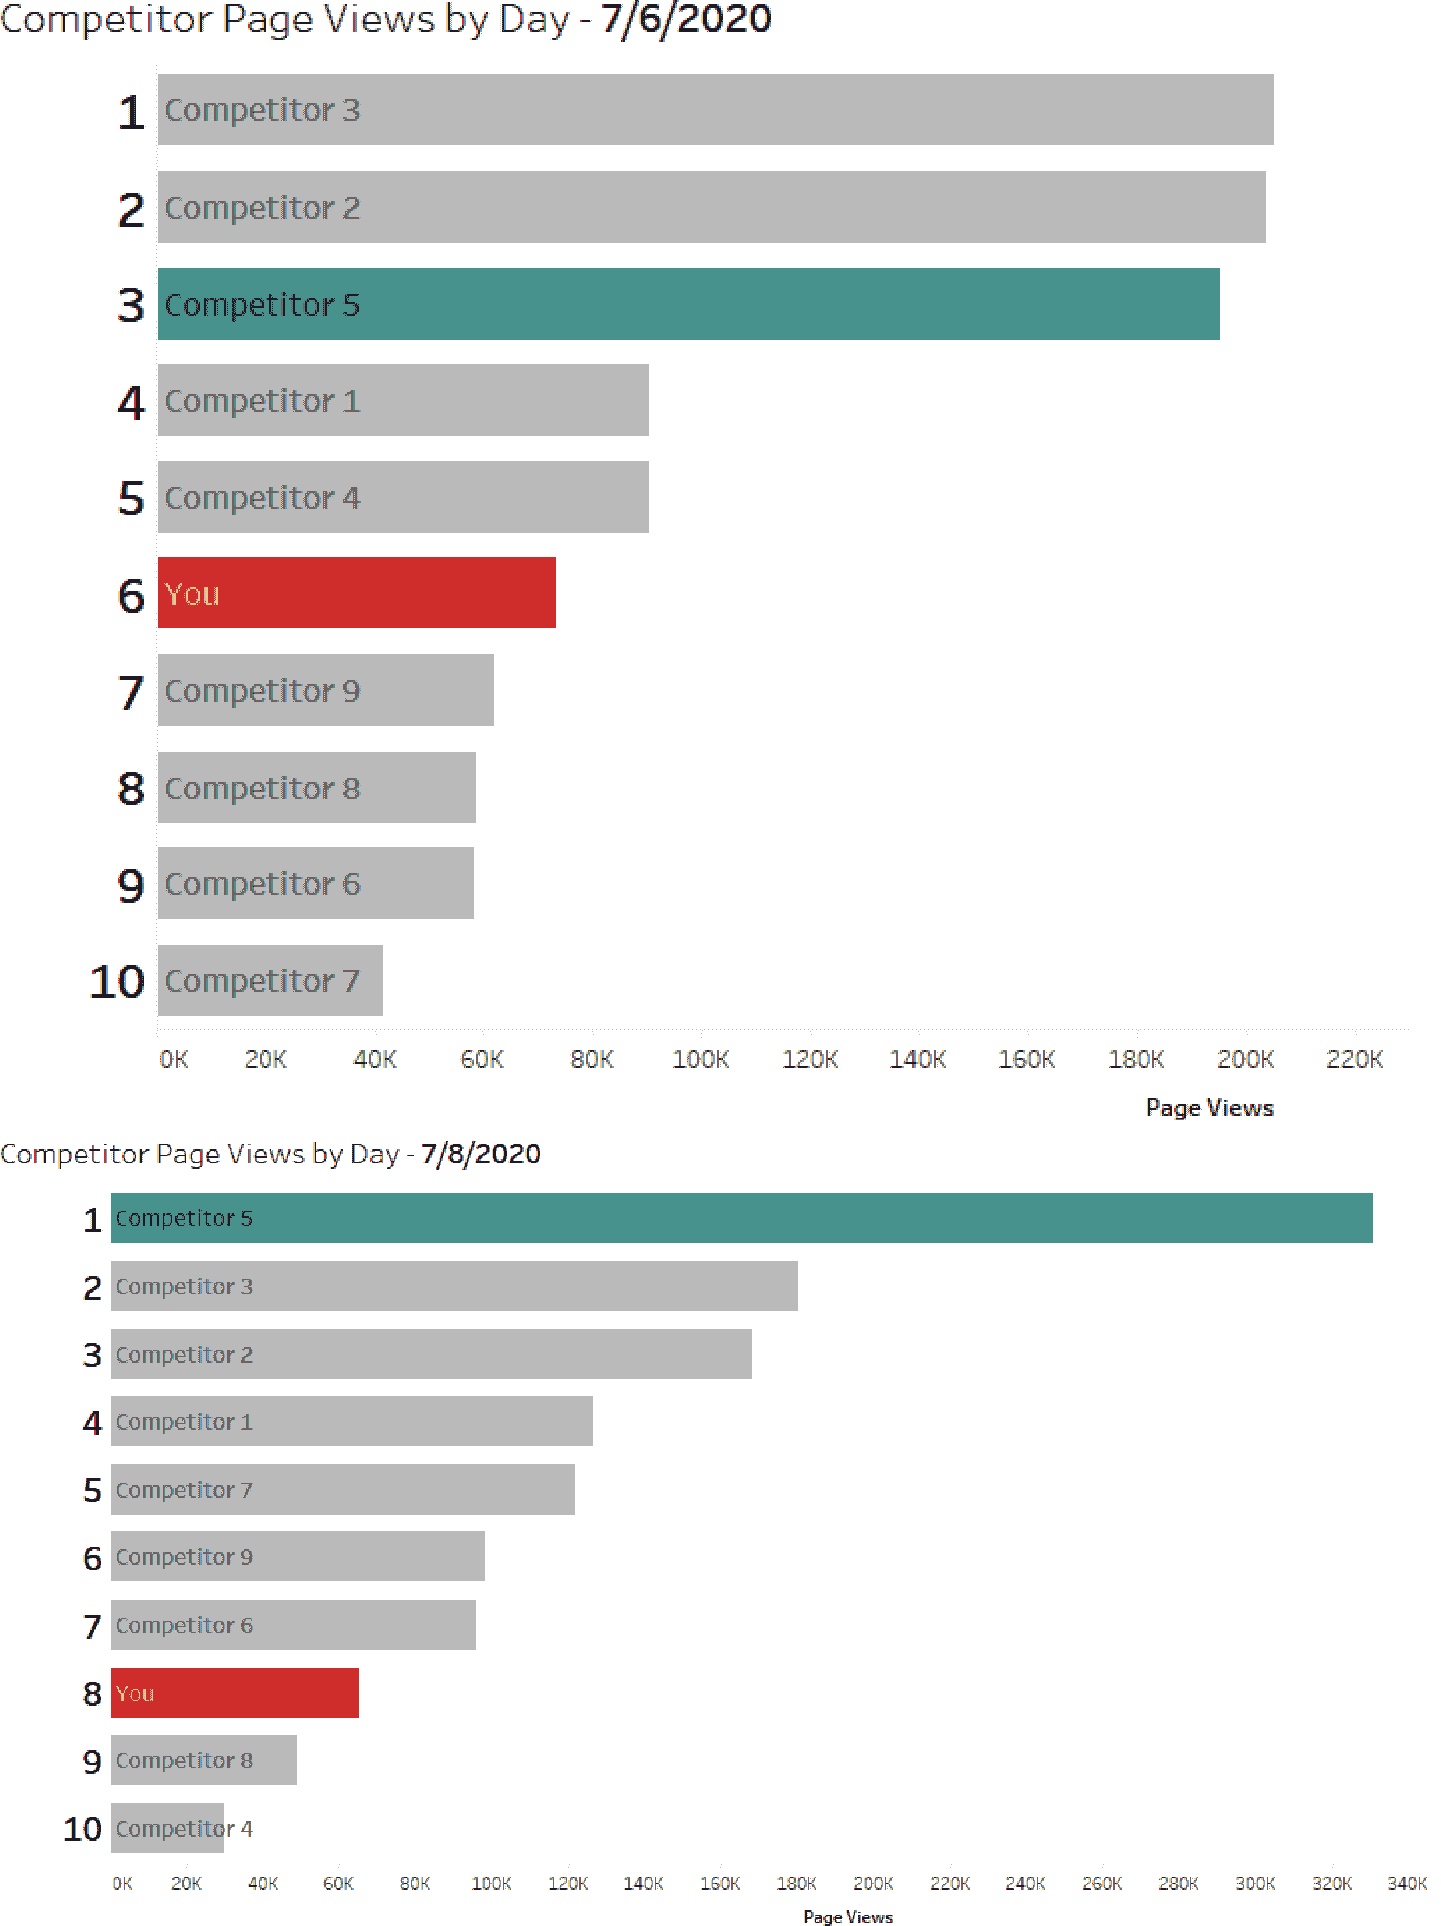 Competitor Page Views by Day - 7/6/2020
1 Competitor 3
2 Competitor 2
3 Competitor 5
4 Competitor 1
5 Competitor 4
6 You
7 Competitor 9
8 Competitor 8
9 Competitor 6
10 Competitor 7
0K 20K 40K 60K 80K 100K 120K 140K 160K 180K 200K 220K
Page Views
Competitor Page Views by Day - 7/8/2020
1 Competitor 5
2 Competitor 3
3 Competitor 2
4 Competitor 1
5 Competitor 7
6 Competitor 9
7 Competitor 6
8 You
9 Competitor 8
10 Competitor 4
0K 20K 40K 60K 80K 100K 120K 140K 160K 180K 200K 220K 240K 260K 280K 300K 320K 340K
Page Views